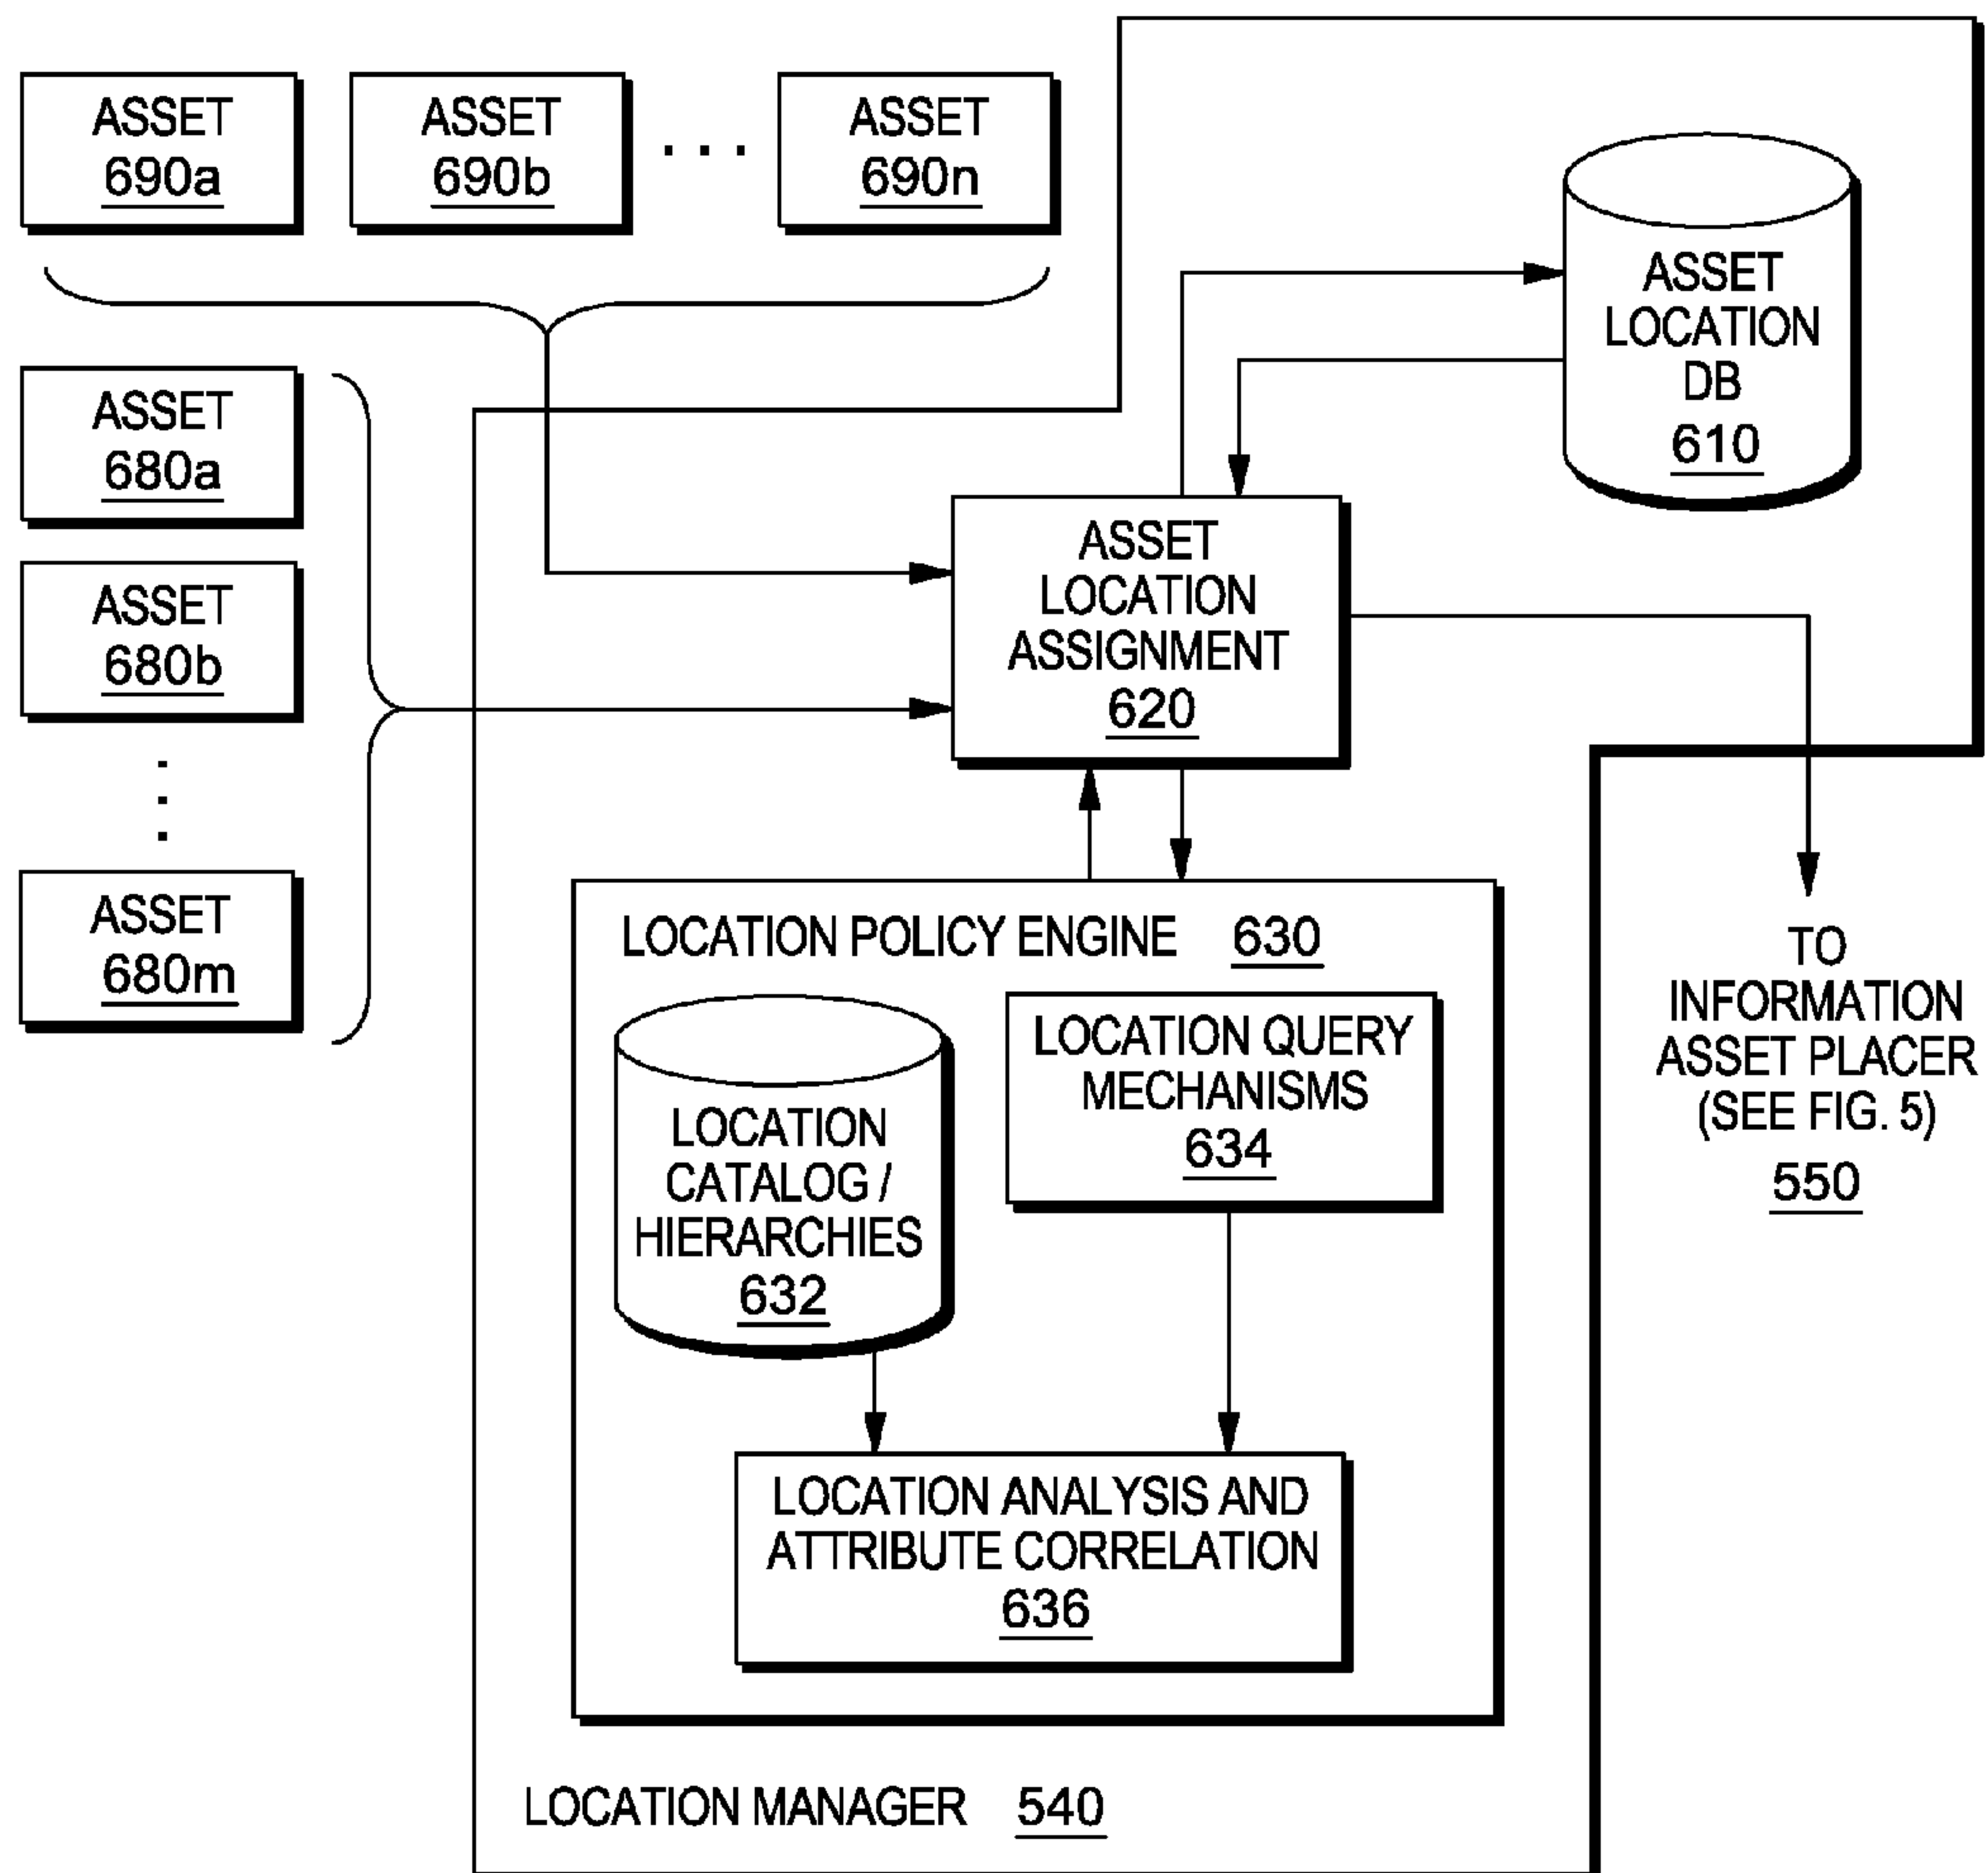 ASSET
690a
ASSET
690b
. . .
ASSET
690n
ASSET
680a
ASSET
680b
ASSET
680m
ASSET
LOCATION
DB
610
ASSET
LOCATION
ASSIGNMENT
620
LOCATION POLICY ENGINE 630
LOCATION
CATALOG /
HIERARCHIES
632
LOCATION QUERY
MECHANISMS
634
LOCATION ANALYSIS AND
ATTRIBUTE CORRELATION
636
TO
INFORMATION
ASSET PLACER
(SEE FIG. 5)
550
LOCATION MANAGER 540